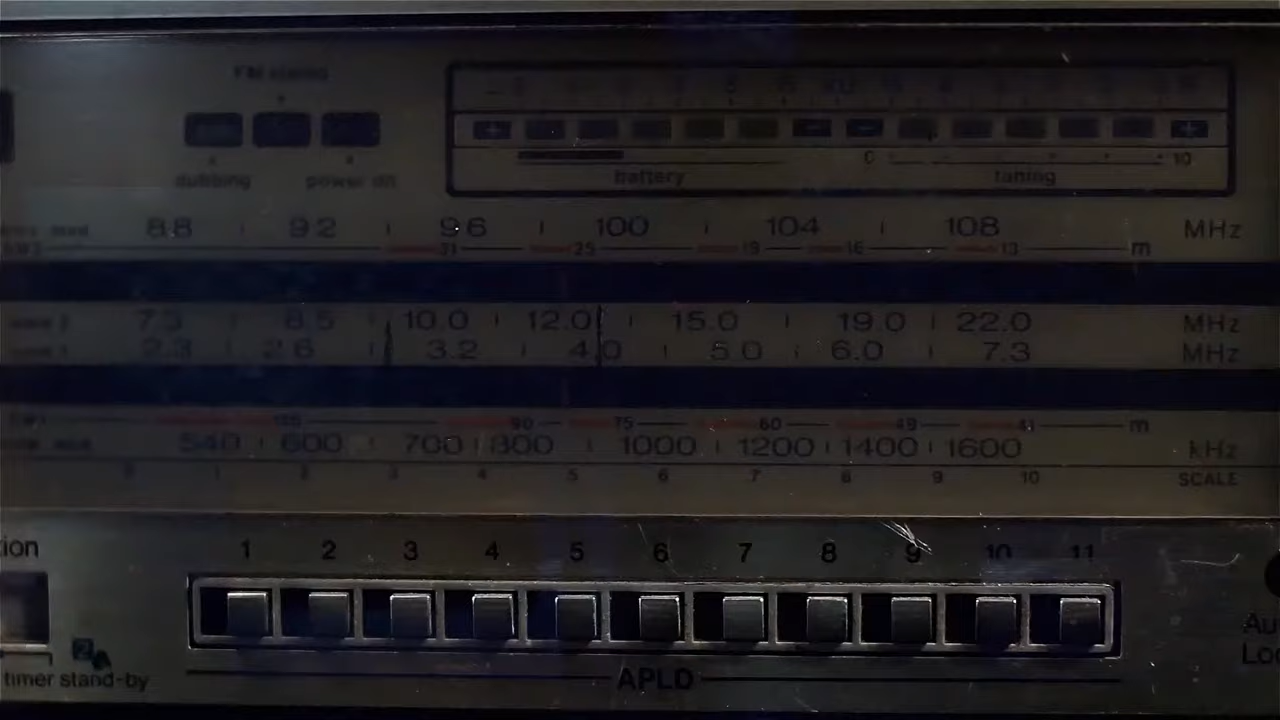 FM stereo
dubbing power on
+ - - +
0 10
battery tuning
88 92 96 100 104 108 MHz
31 25 19 16 13 m
7.3 8.5 10.0 12.0 15.0 19.0 22.0 MHz
2.3 2.6 3.2 4.0 5.0 6.0 7.3 MHz
90 75 60 49 41 m
540 600 700 800 1000 1200 1400 1600 kHz
1 2 3 4 5 6 7 8 9 10 SCALE
tion 1 2 3 4 5 6 7 8 9 10 11
timer stand-by
APLD
Au
Loc